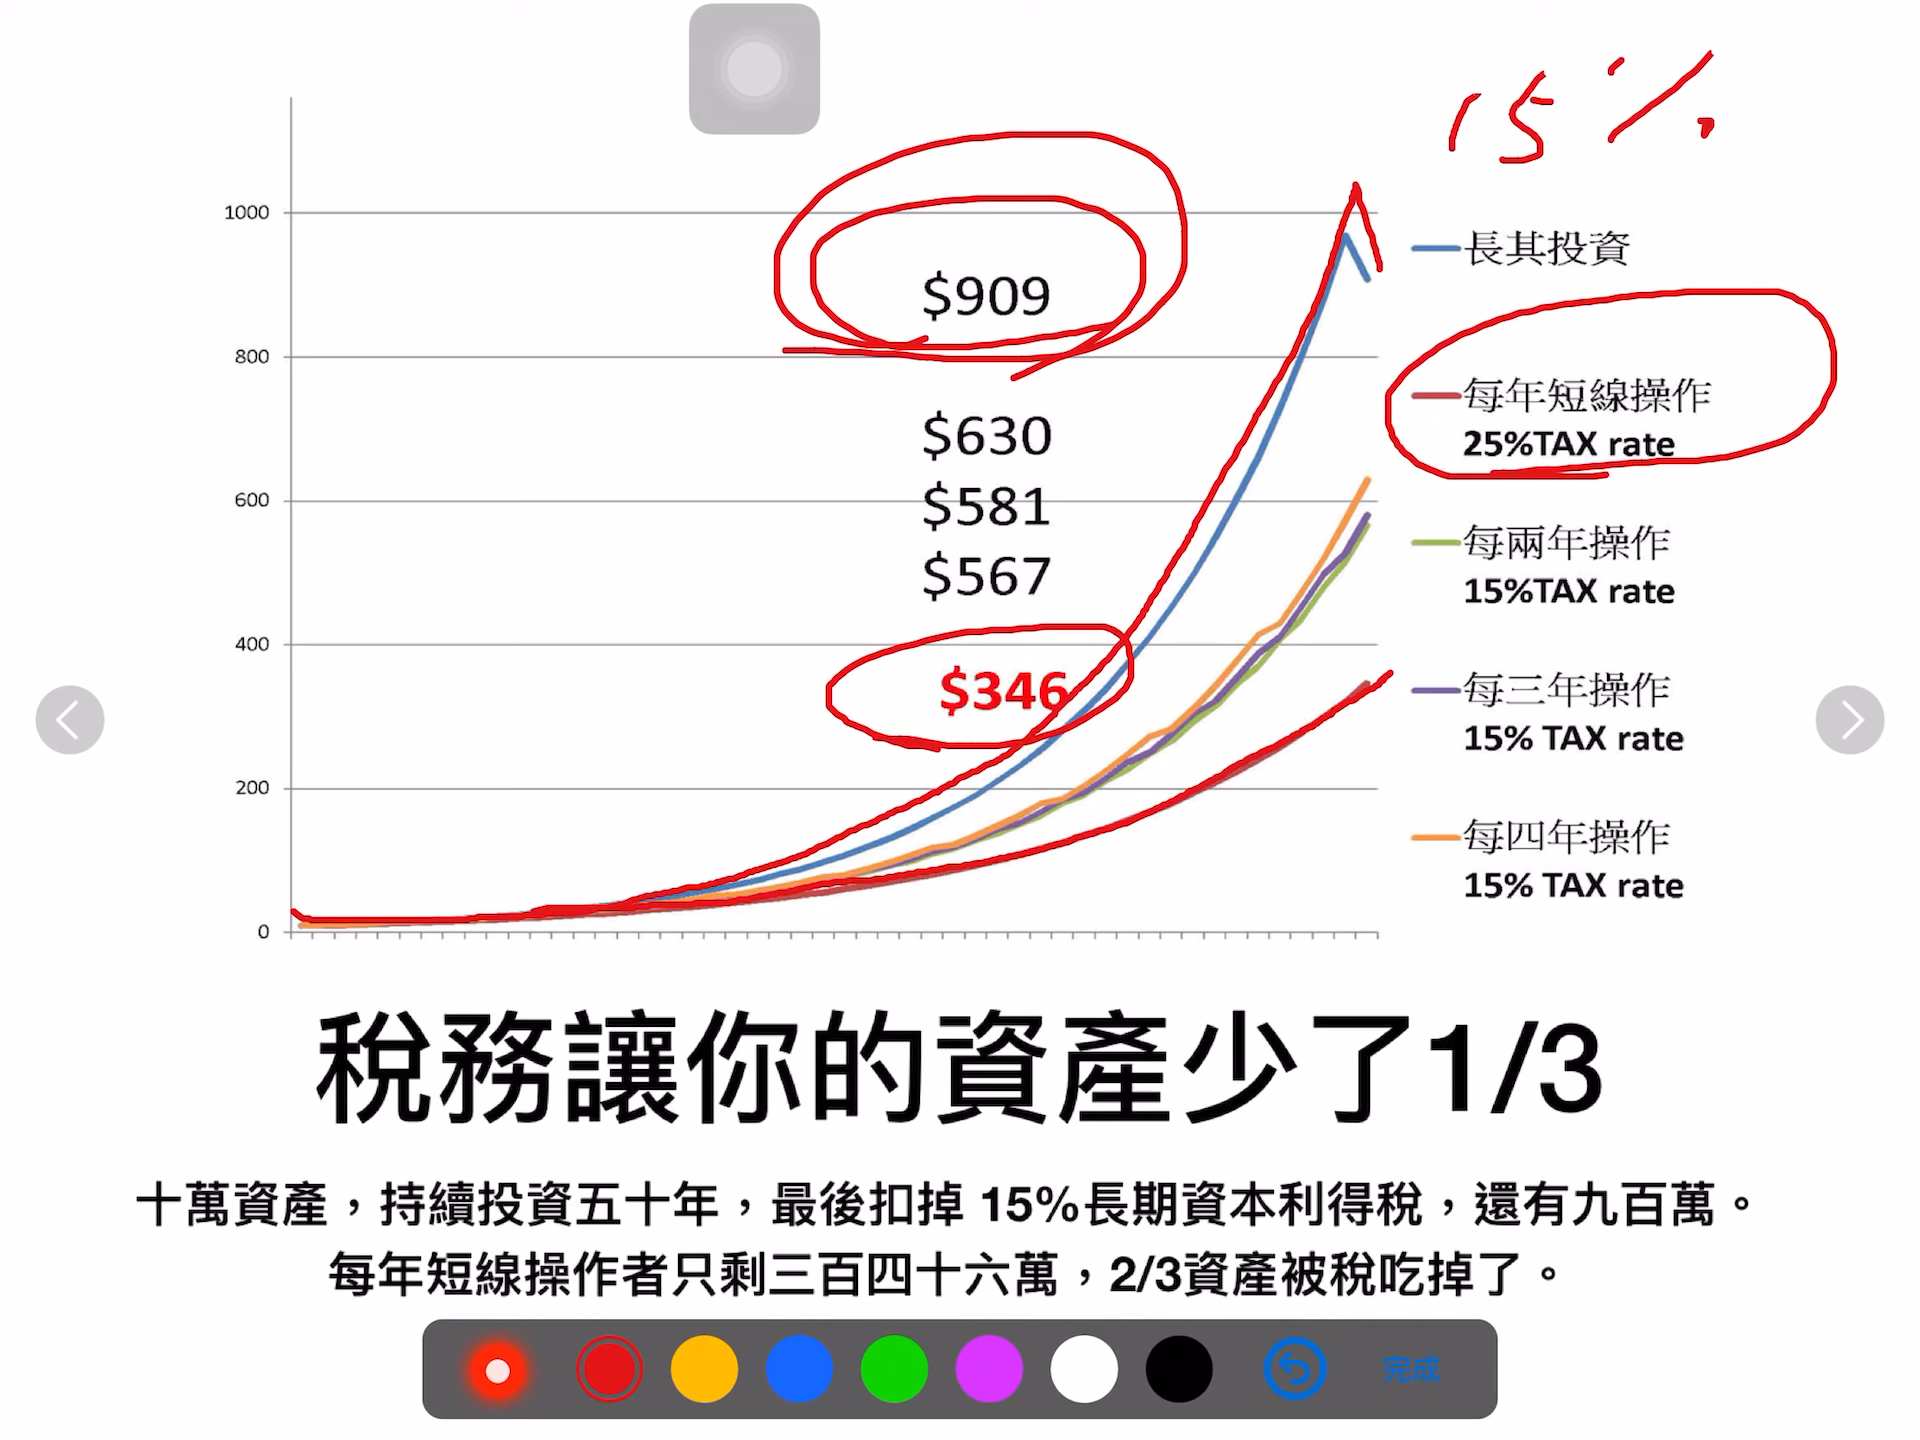 15%
1000
800
600
400
200
0
$909
$630
$581
$567
$346
長其投資
每年短線操作
25%TAX rate
每兩年操作
15%TAX rate
每三年操作
15% TAX rate
每四年操作
15% TAX rate
稅務讓你的資產少了1/3
十萬資產，持續投資五十年，最後扣掉 15%長期資本利得稅，還有九百萬。
每年短線操作者只剩三百四十六萬，2/3資產被稅吃掉了。
完成